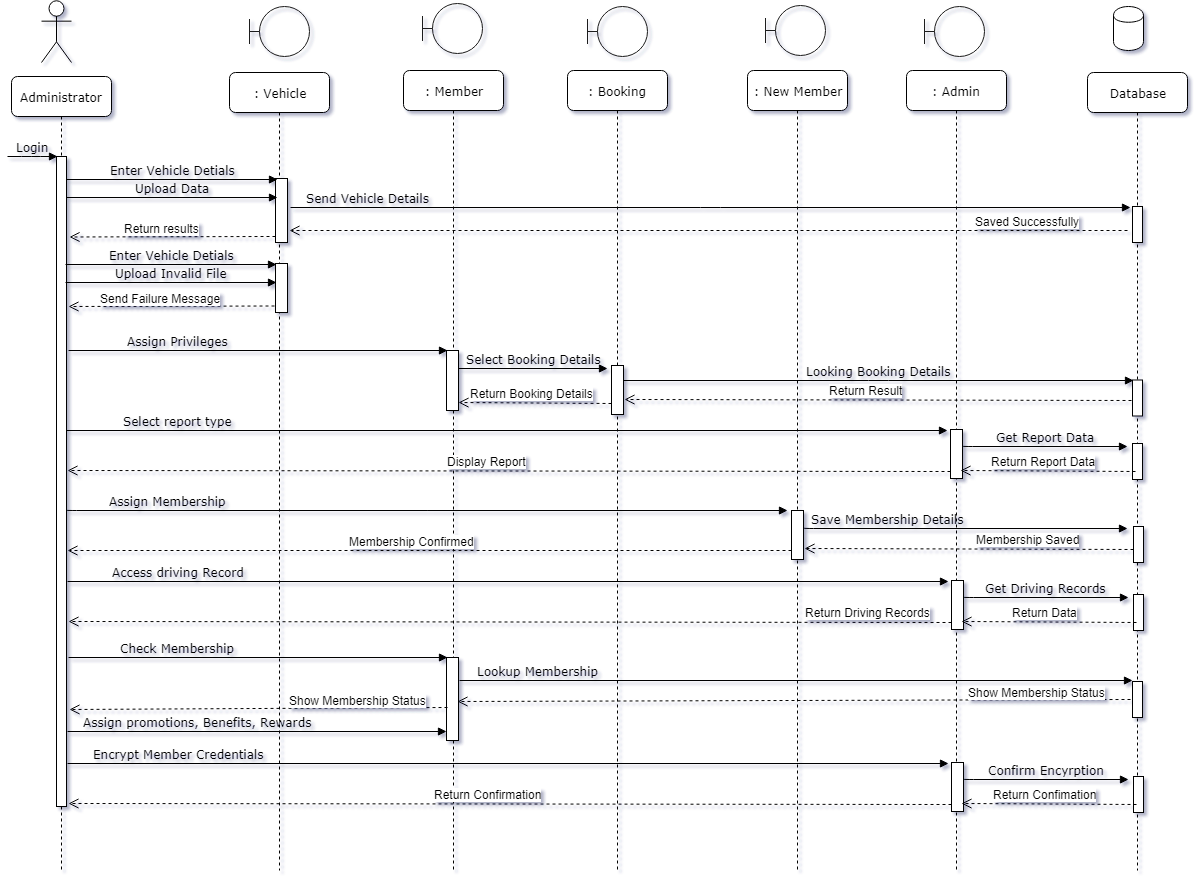 Administrator
: Vehicle
: Member
: Booking
: New Member
: Admin
Database
Login
Enter Vehicle Detials
Upload Data
Send Vehicle Details
Saved Successfully
Return results
Enter Vehicle Detials
Upload Invalid File
Send Failure Message
Assign Privileges
Select Booking Details
Looking Booking Details
Return Result
Return Booking Details
Select report type
Get Report Data
Return Report Data
Display Report
Assign Membership
Save Membership Details
Membership Saved
Membership Confirmed
Access driving Record
Get Driving Records
Return Data
Return Driving Records
Check Membership
Lookup Membership
Show Membership Status
Show Membership Status
Assign promotions, Benefits, Rewards
Encrypt Member Credentials
Confirm Encyrption
Return Confimation
Return Confirmation